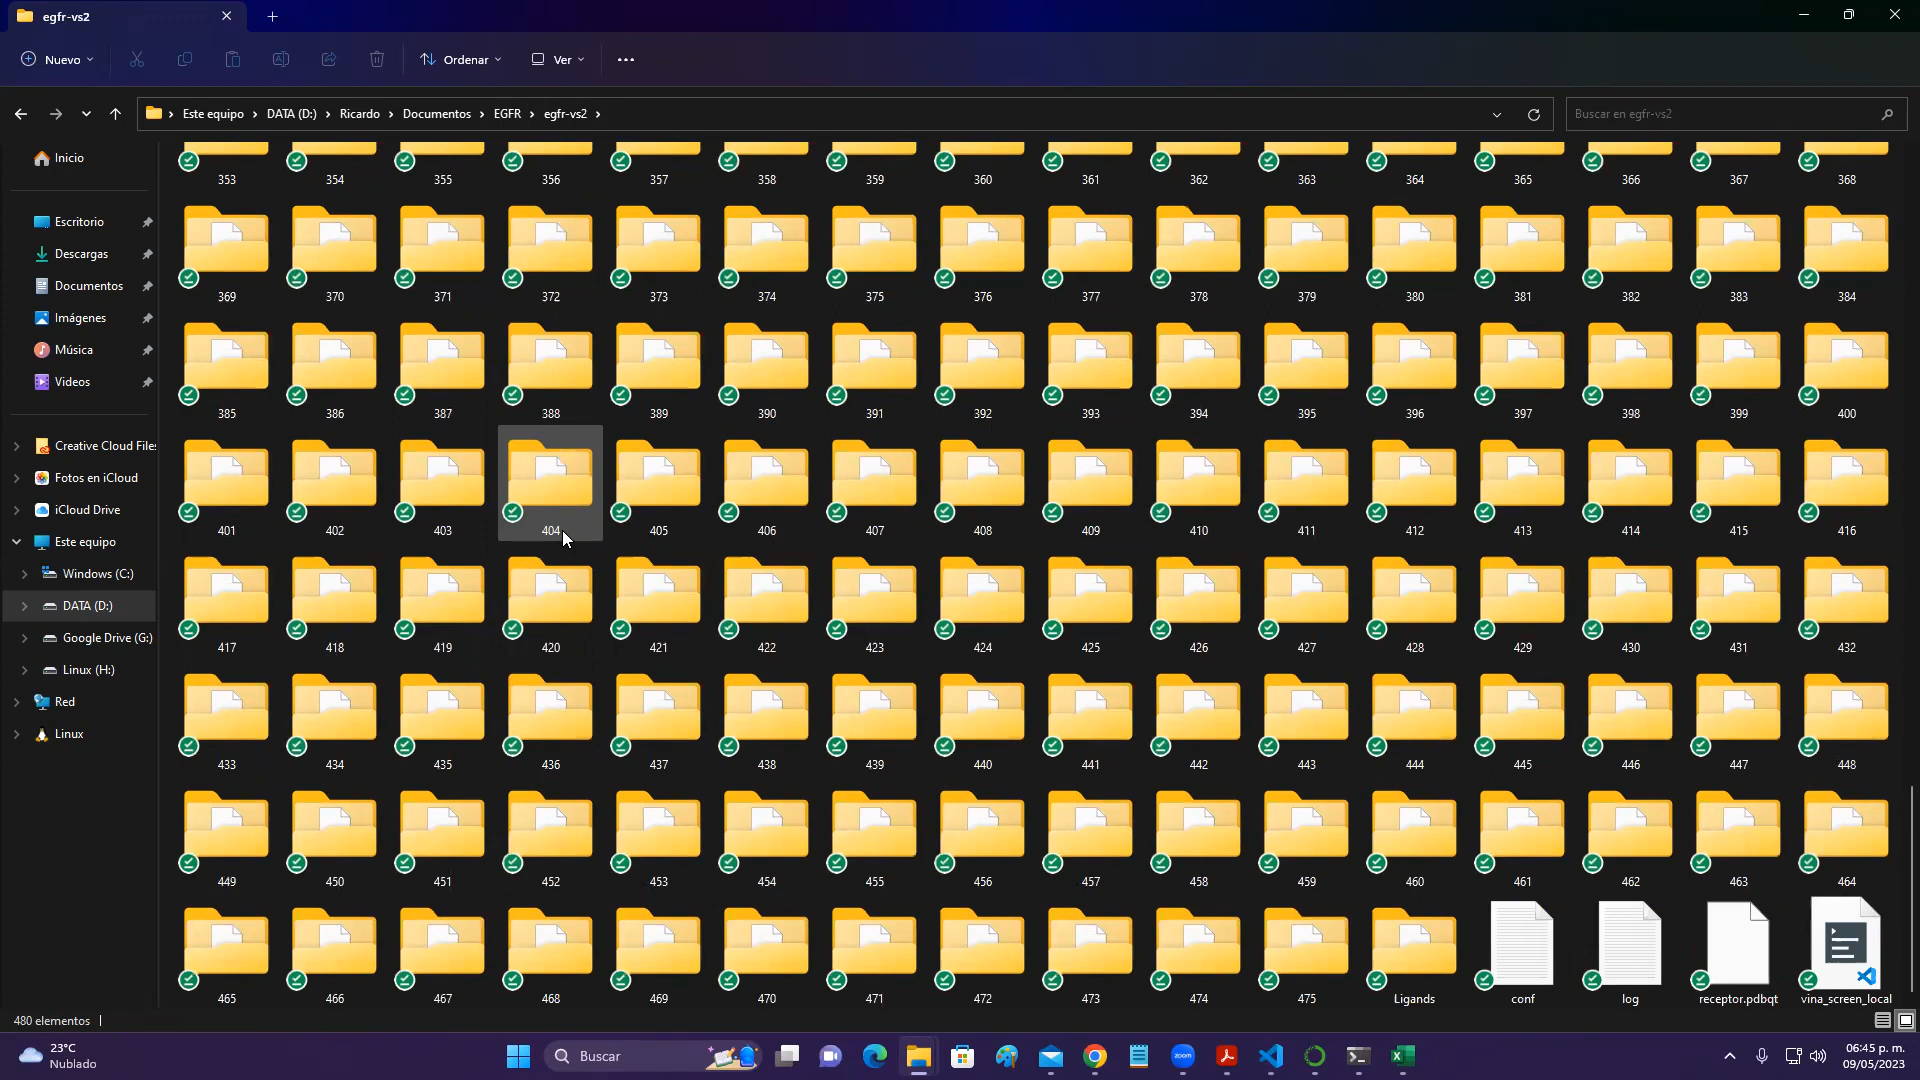 egfr-vs2
Nuevo
Ordenar
Ver
Este equipo
DATA (D:)
Ricardo
Documentos
EGFR
egfr-vs2
Buscar en egfr-vs2
Inicio
Escritorio
Descargas
Documentos
Imágenes
Música
Videos
Creative Cloud Files
Fotos en iCloud
iCloud Drive
Este equipo
Windows (C:)
DATA (D:)
Google Drive (G:)
Linux (H:)
Red
Linux
353 354 355 356 357 358 359 360 361 362 363 364 365 366 367 368
369 370 371 372 373 374 375 376 377 378 379 380 381 382 383 384
385 386 387 388 389 390 391 392 393 394 395 396 397 398 399 400
401 402 403 404 405 406 407 408 409 410 411 412 413 414 415 416
417 418 419 420 421 422 423 424 425 426 427 428 429 430 431 432
433 434 435 436 437 438 439 440 441 442 443 444 445 446 447 448
449 450 451 452 453 454 455 456 457 458 459 460 461 462 463 464
465 466 467 468 469 470 471 472 473 474 475 Ligands conf log receptor.pdbqt vina_screen_local
480 elementos
23°C
Nublado
Buscar
zoom
06:45 p. m.
09/05/2023